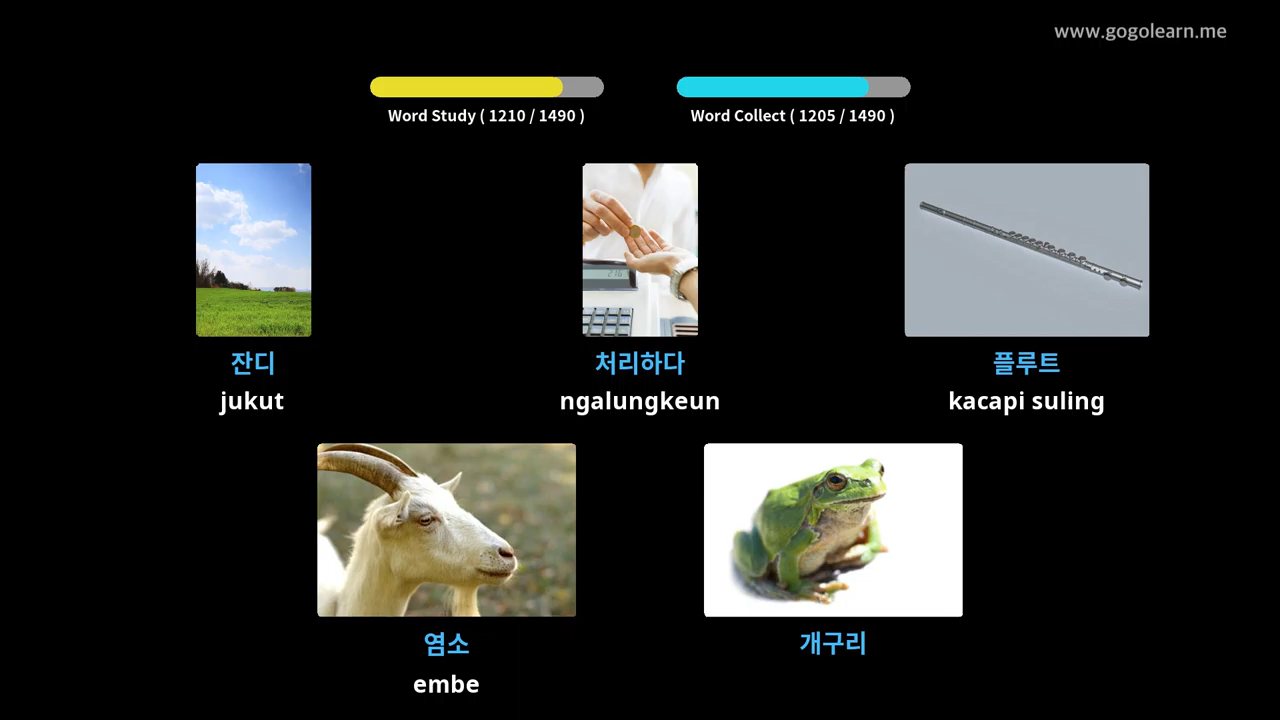 www.gogolearn.me
Word Study ( 1210 / 1490 )
Word Collect ( 1205 / 1490 )
잔디
처리하다
플루트
jukut
ngalungkeun
kacapi suling
염소
개구리
embe